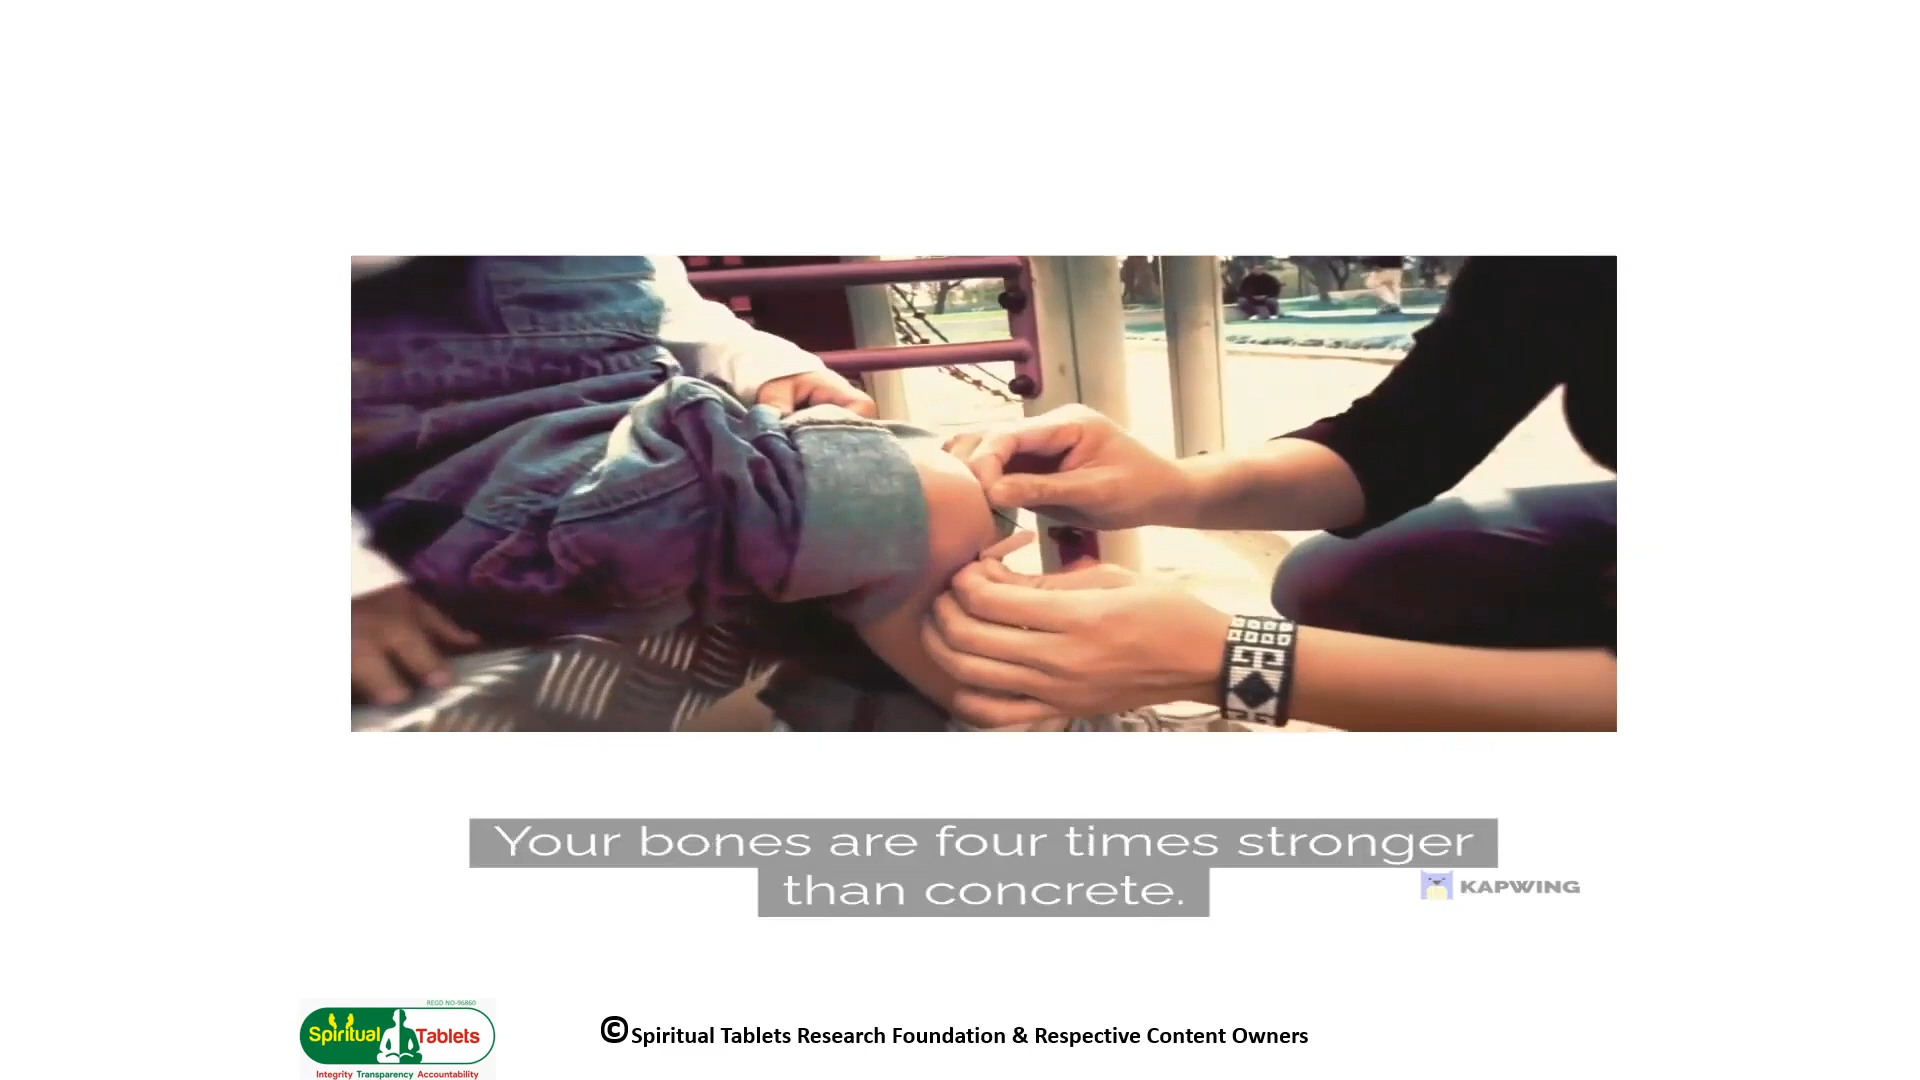 Your bones are four times stronger
than concrete.
KAPWING
REGD NO-96860
Spiritual Tablets
Integrity Transparency Accountability
©Spiritual Tablets Research Foundation & Respective Content Owners